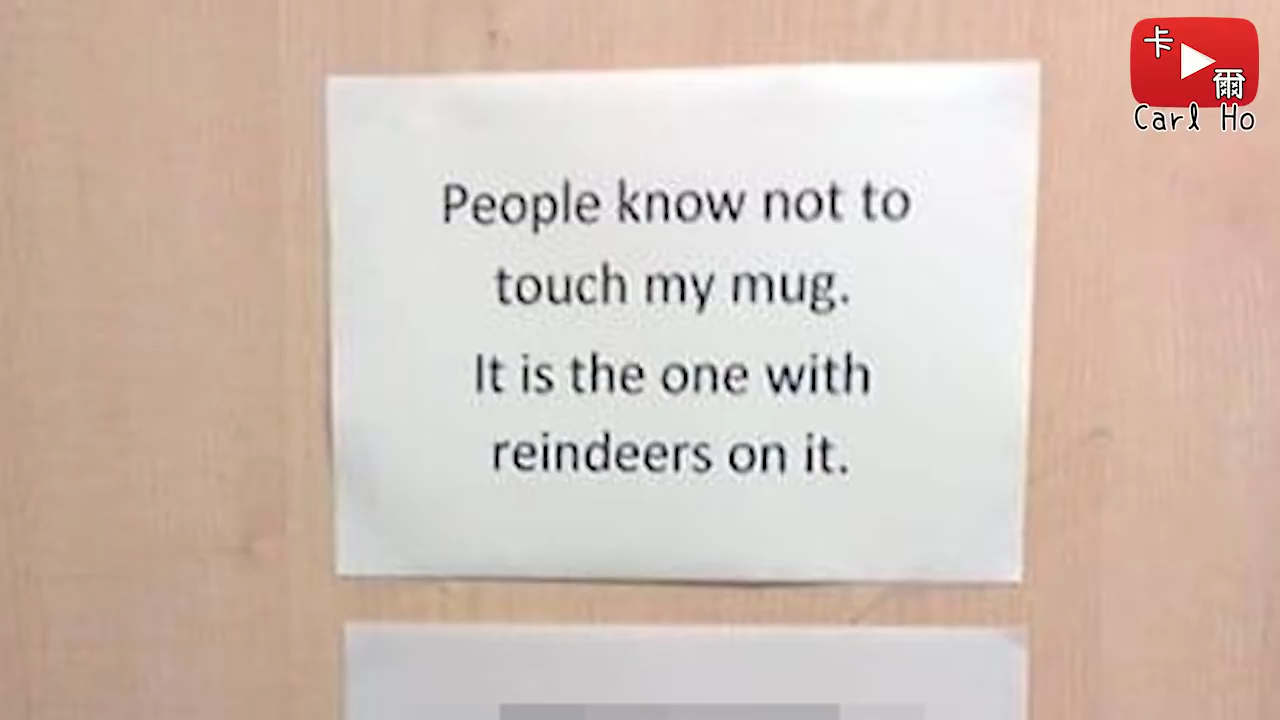 卡
爾
Carl Ho
People know not to
touch my mug.
It is the one with
reindeers on it.